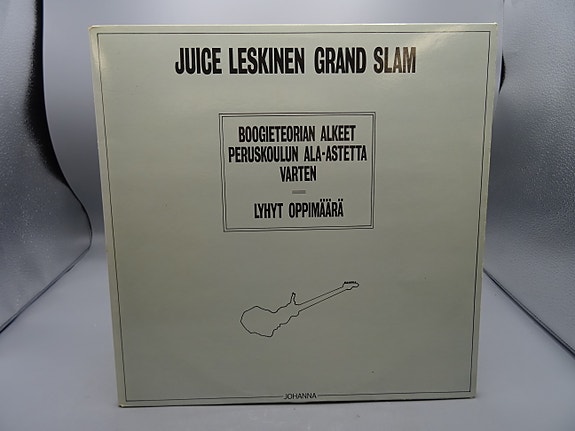 JUICE LESKINEN GRAND SLAM
BOOGIETEORIAN ALKEET
PERUSKOULUN ALA-ASTETTA
VARTEN
LYHYT OPPIMÄÄRÄ
JOHANNA